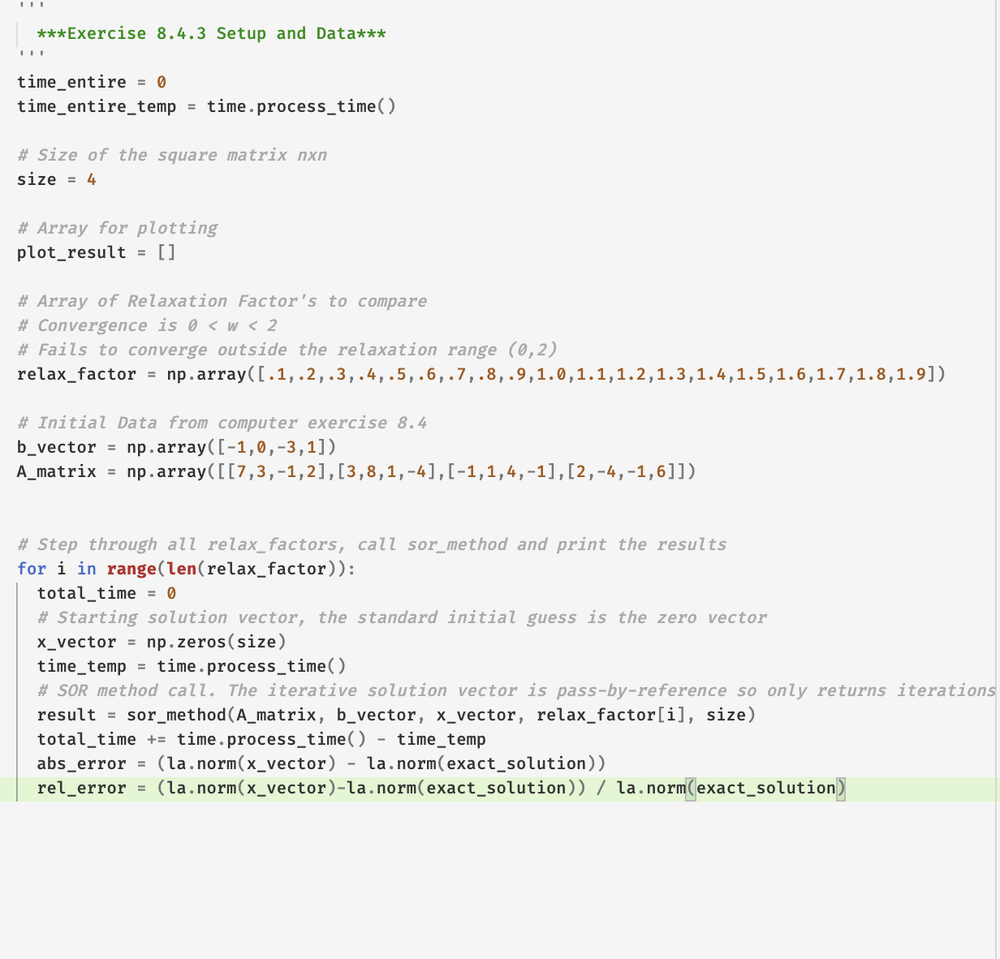 '''
***Exercise 8.4.3 Setup and Data***
'''
time_entire = 0
time_entire_temp = time.process_time()
# Size of the square matrix nxn
size = 4
# Array for plotting
plot_result = []
# Array of Relaxation Factor's to compare
# Convergence is 0 < w < 2
# Fails to converge outside the relaxation range (0,2)
relax_factor = np.array([.1,.2,.3,.4,.5,.6,.7,.8,.9,1.0,1.1,1.2,1.3,1.4,1.5,1.6,1.7,1.8,1.9])
# Initial Data from computer exercise 8.4
b_vector = np.array([-1,0,-3,1])
A_matrix = np.array([[7,3,-1,2],[3,8,1,-4],[-1,1,4,-1],[2,-4,-1,6]])
# Step through all relax_factors, call sor_method and print the results
for i in range(len(relax_factor)):
total_time = 0
# Starting solution vector, the standard initial guess is the zero vector
x_vector = np.zeros(size)
time_temp = time.process_time()
# SOR method call. The iterative solution vector is pass-by-reference so only returns iterations
result = sor_method(A_matrix, b_vector, x_vector, relax_factor[i], size)
total_time += time.process_time() - time_temp
abs_error = (la.norm(x_vector) - la.norm(exact_solution))
rel_error = (la.norm(x_vector)-la.norm(exact_solution)) / la.norm(exact_solution)